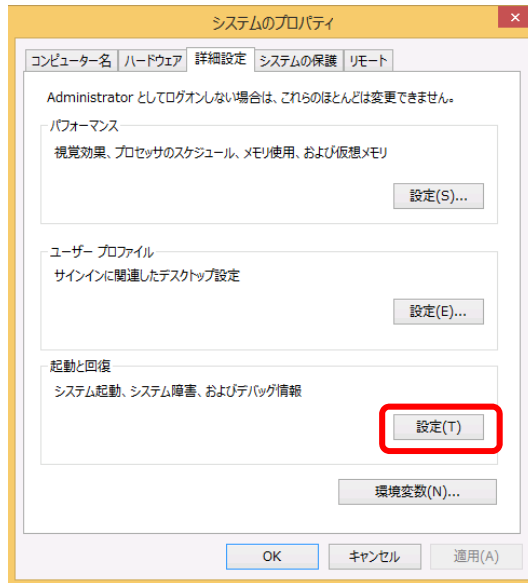 システムのプロパティ
コンピューター名 ハードウェア 詳細設定 システムの保護 リモート
Administrator としてログオンしない場合は、これらのほとんどは変更できません。
パフォーマンス
視覚効果、プロセッサのスケジュール、メモリ使用、および仮想メモリ
設定(S)...
ユーザー プロファイル
サインインに関連したデスクトップ設定
設定(E)...
起動と回復
システム起動、システム障害、およびデバッグ情報
設定(T)
環境変数(N)...
OK キャンセル 適用(A)